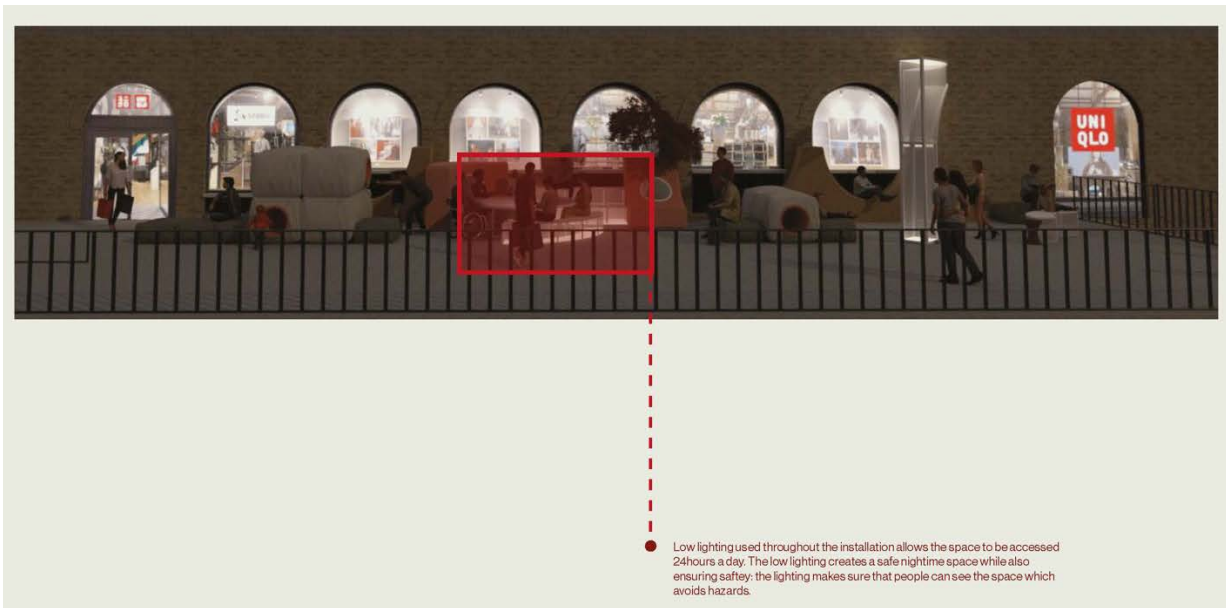 UNI
QLO
Low lighting used throughout the installation allows the space to be accessed
24hours a day. The low lighting creates a safe nightime space while also
ensuring saftey: the lighting makes sure that people can see the space which
avoids hazards.